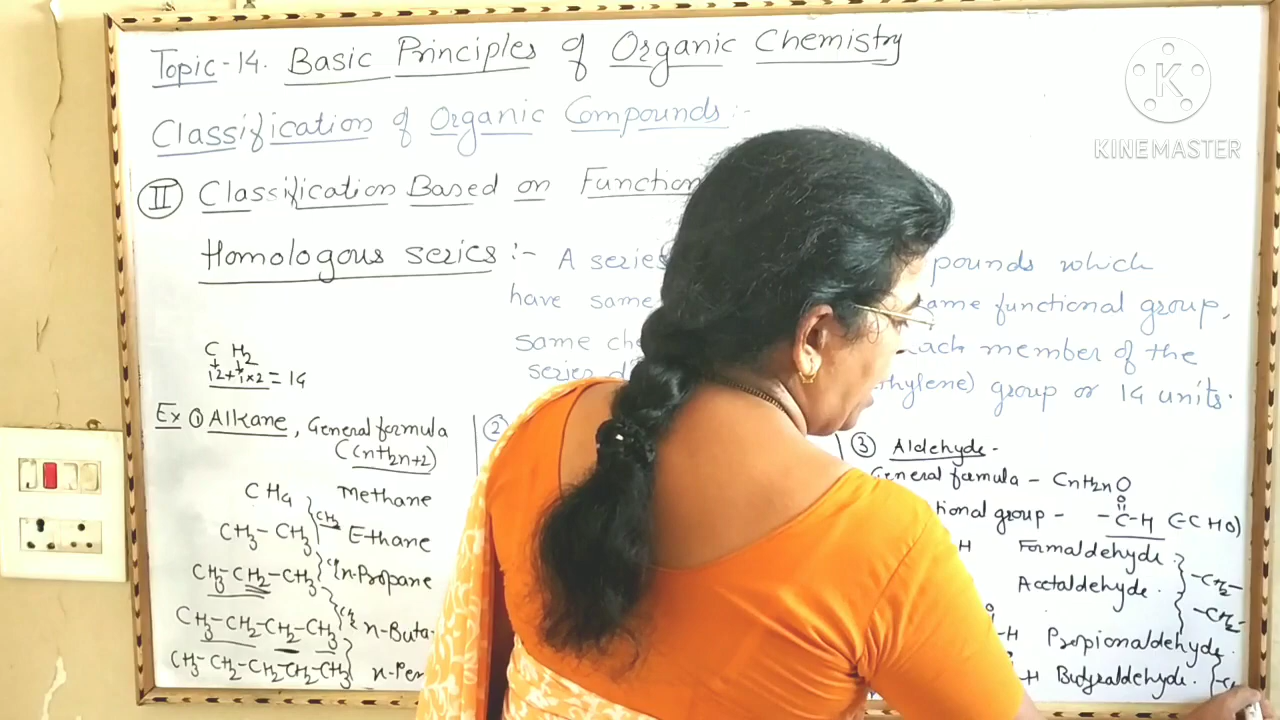 Topic-14. Basic Principles of Organic Chemistry
KINEMASTER
Classification of Organic Compounds:-
II Classification Based on Function
Homologous series :- A series pounds which
have same same functional group,
same ch each member of the
series d thylene) group or 14 units.
C H2
12+1×2 = 14
Ex ① Alkane, General formula
(CnH2n+2)
CH4 Methane
CH3-CH3 Ethane
CH2
CH3-CH2-CH3 n-Propane
CH3-CH2-CH2-CH3 n-Buta-
CH2
CH3-CH2-CH2-CH2-CH3 n-Pen
②
③ Aldehyde-
General formula - CnH2nO
tional group - -C-H (-CHO)
O
H Formaldehyde
-CH2-
Acetaldehyde.
-CH2-
-H Propionaldehyde.
-H Butyraldehyde.